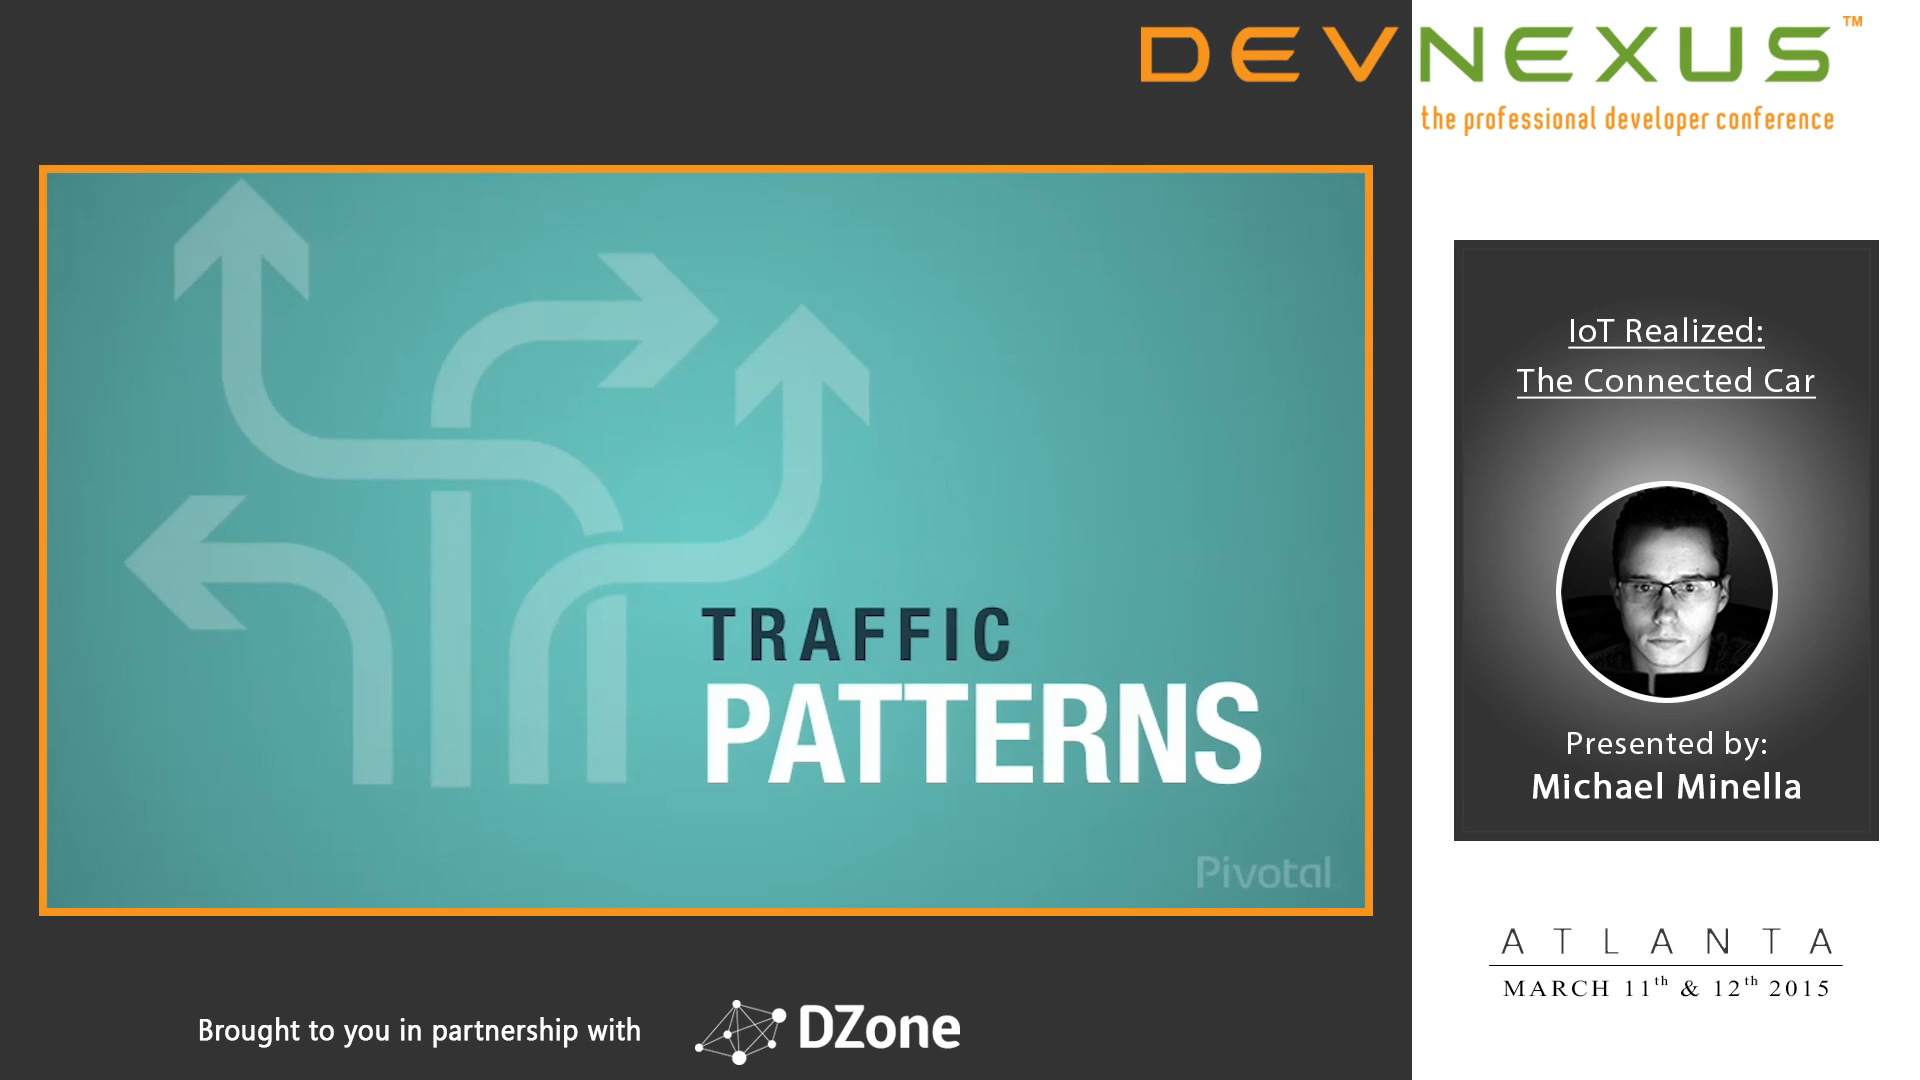 DEVNEXUS™
the professional developer conference
TRAFFIC
PATTERNS
Pivotal
IoT Realized:
The Connected Car
Presented by:
Michael Minella
ATLANTA
MARCH 11th & 12th 2015
Brought to you in partnership with
DZone